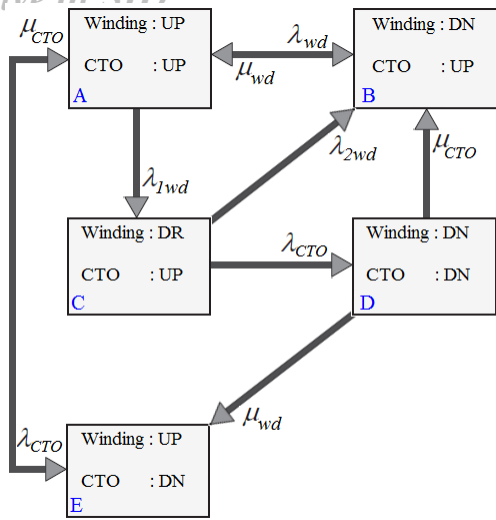 μCTO
Winding : UP
CTO : UP
A
λwd
μwd
Winding : DN
CTO : UP
B
λ1wd
λ2wd
μCTO
Winding : DR
CTO : UP
C
λCTO
Winding : DN
CTO : DN
D
μwd
λCTO
Winding : UP
CTO : DN
E